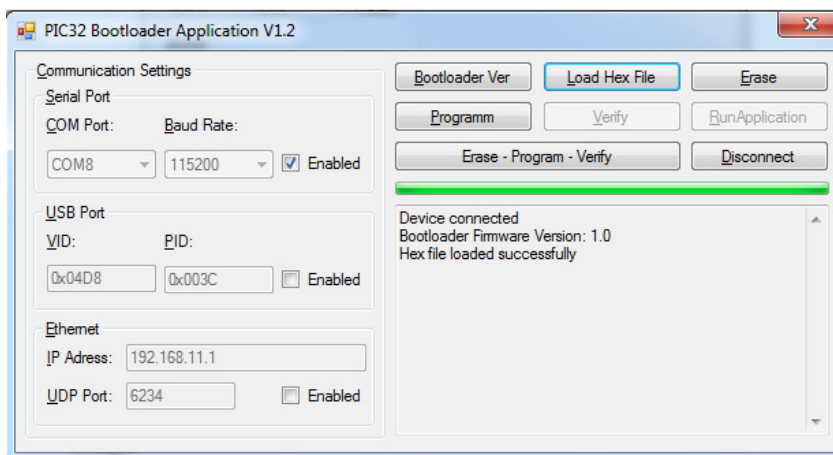 PIC32 Bootloader Application V1.2
X
Communication Settings
Serial Port
COM Port:
Baud Rate:
COM8
115200
Enabled
USB Port
VID:
PID:
0x04D8
0x003C
Enabled
Ethernet
IP Adress:
192.168.11.1
UDP Port:
6234
Enabled
Bootloader Ver
Load Hex File
Erase
Programm
Verify
RunApplication
Erase - Program - Verify
Disconnect
Device connected
Bootloader Firmware Version: 1.0
Hex file loaded successfully